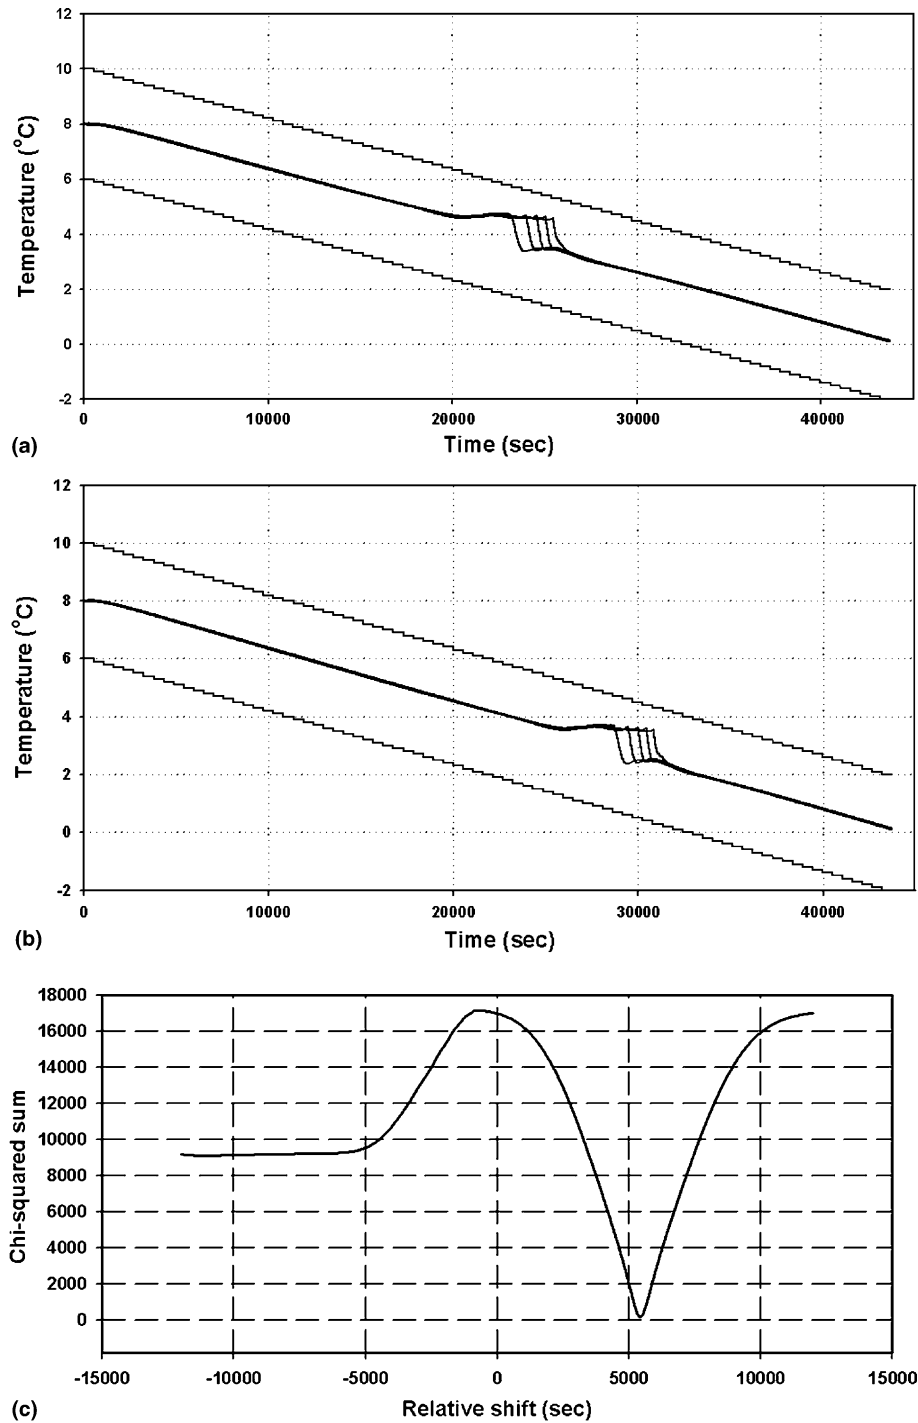 12
10
8
6
4
2
0
-2
Temperature (°C)
0 10000 20000 30000 40000
Time (sec)
(a)
12
10
8
6
4
2
0
-2
Temperature (°C)
0 10000 20000 30000 40000
Time (sec)
(b)
18000
16000
14000
12000
10000
8000
6000
4000
2000
0
Chi-squared sum
-15000 -10000 -5000 0 5000 10000 15000
Relative shift (sec)
(c)